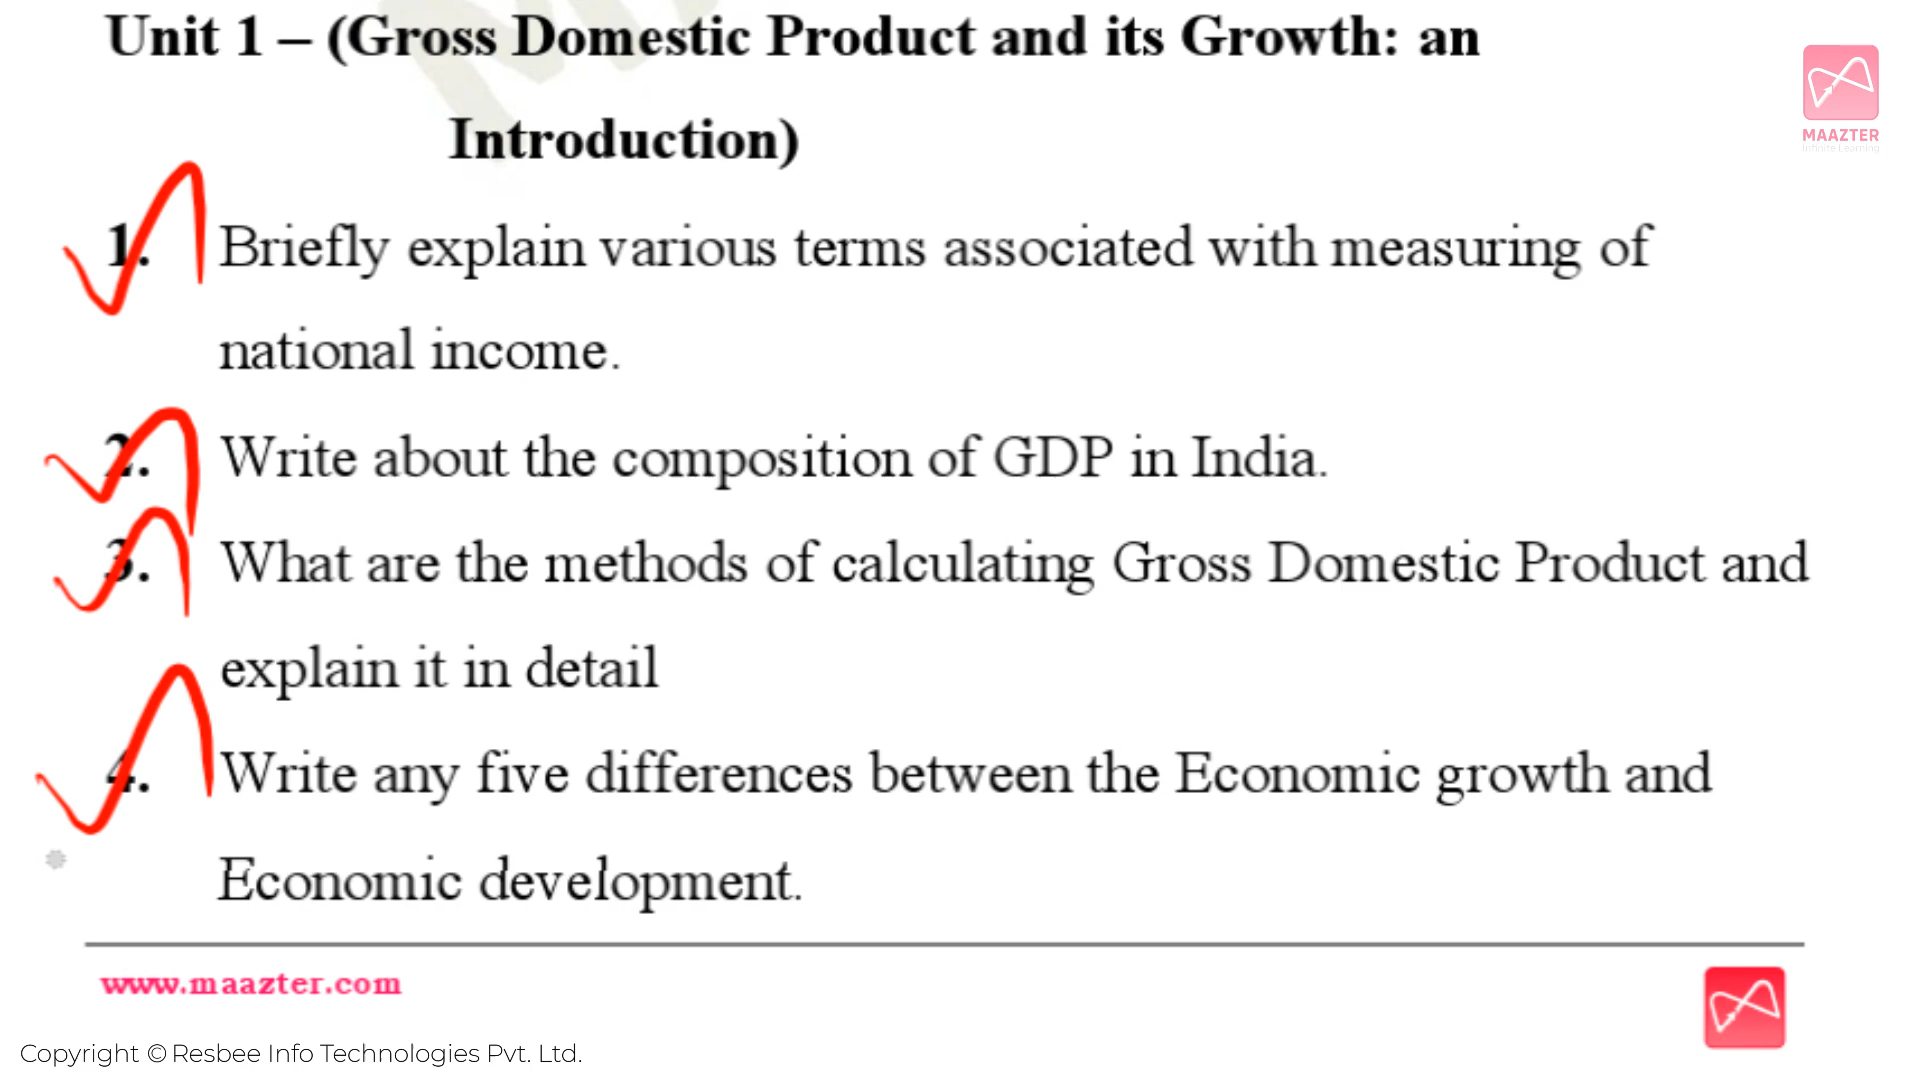 Unit 1 – (Gross Domestic Product and its Growth: an
Introduction)
MAAZTER
Infinite Learning
1. Briefly explain various terms associated with measuring of
national income.
2. Write about the composition of GDP in India.
3. What are the methods of calculating Gross Domestic Product and
explain it in detail
4. Write any five differences between the Economic growth and
Economic development.
www.maazter.com
Copyright © Resbee Info Technologies Pvt. Ltd.